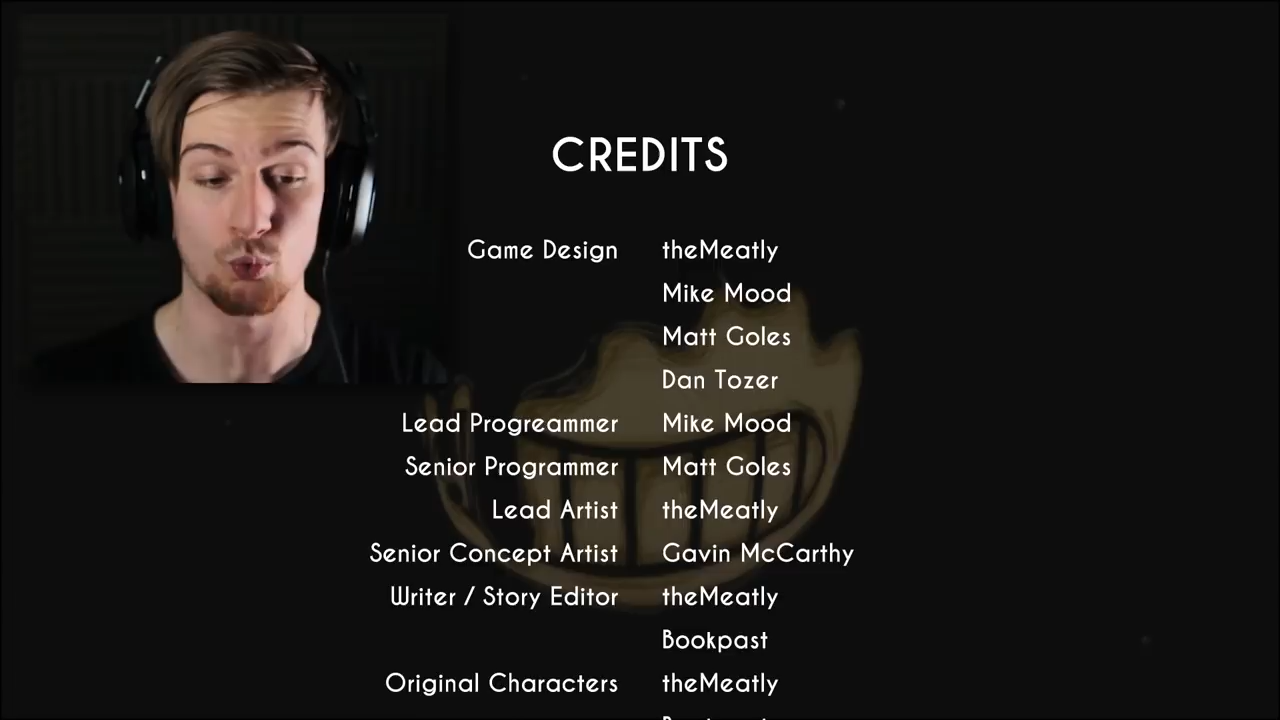 CREDITS
Game Design theMeatly
Mike Mood
Matt Goles
Dan Tozer
Lead Progreammer Mike Mood
Senior Programmer Matt Goles
Lead Artist theMeatly
Senior Concept Artist Gavin McCarthy
Writer / Story Editor theMeatly
Bookpast
Original Characters theMeatly